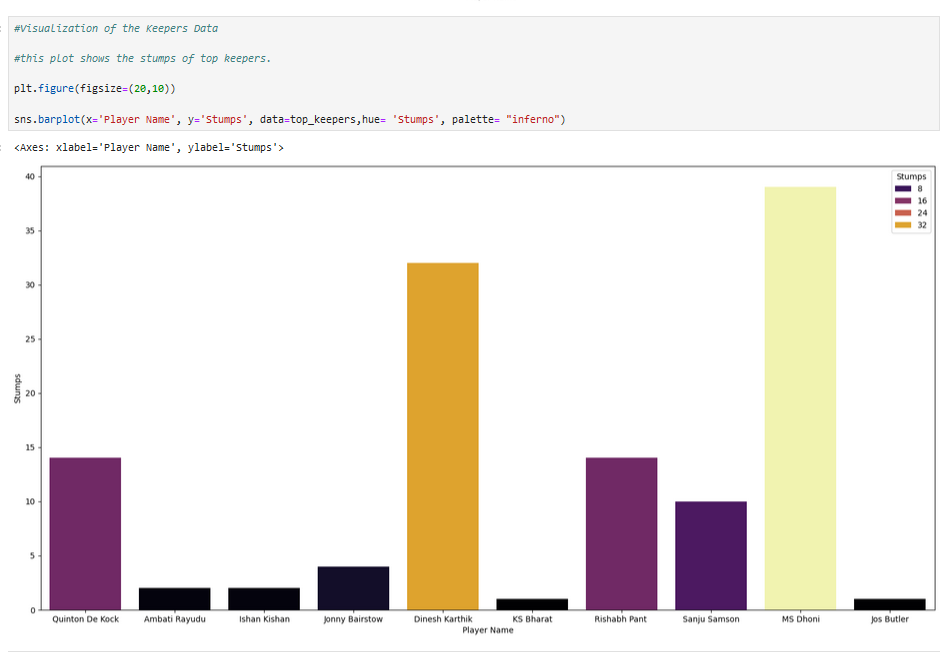 #Visualization of the Keepers Data
#this plot shows the stumps of top keepers.
plt.figure(figsize=(20,10))
sns.barplot(x='Player Name', y='Stumps', data=top_keepers,hue= 'Stumps', palette= "inferno")
<Axes: xlabel='Player Name', ylabel='Stumps'>
Stumps
8
16
24
32
40
35
30
25
20
15
10
5
0
Stumps
Quinton De Kock Ambati Rayudu Ishan Kishan Jonny Bairstow Dinesh Karthik KS Bharat Rishabh Pant Sanju Samson MS Dhoni Jos Butler
Player Name